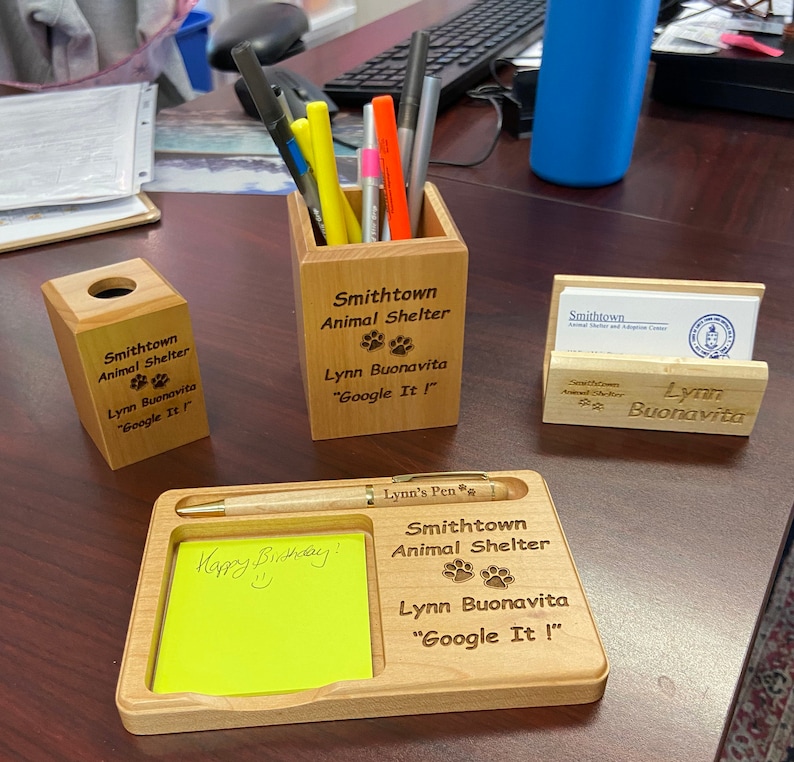 Smithtown
Animal Shelter
Lynn Buonavita
"Google It !"
Smithtown
Animal Shelter
Lynn Buonavita
"Google It !"
Smithtown
Animal Shelter and Adoption Center
Smithtown
Animal Shelter
Lynn
Buonavita
Lynn's Pen
Happy Birthday!
Smithtown
Animal Shelter
Lynn Buonavita
"Google It !"